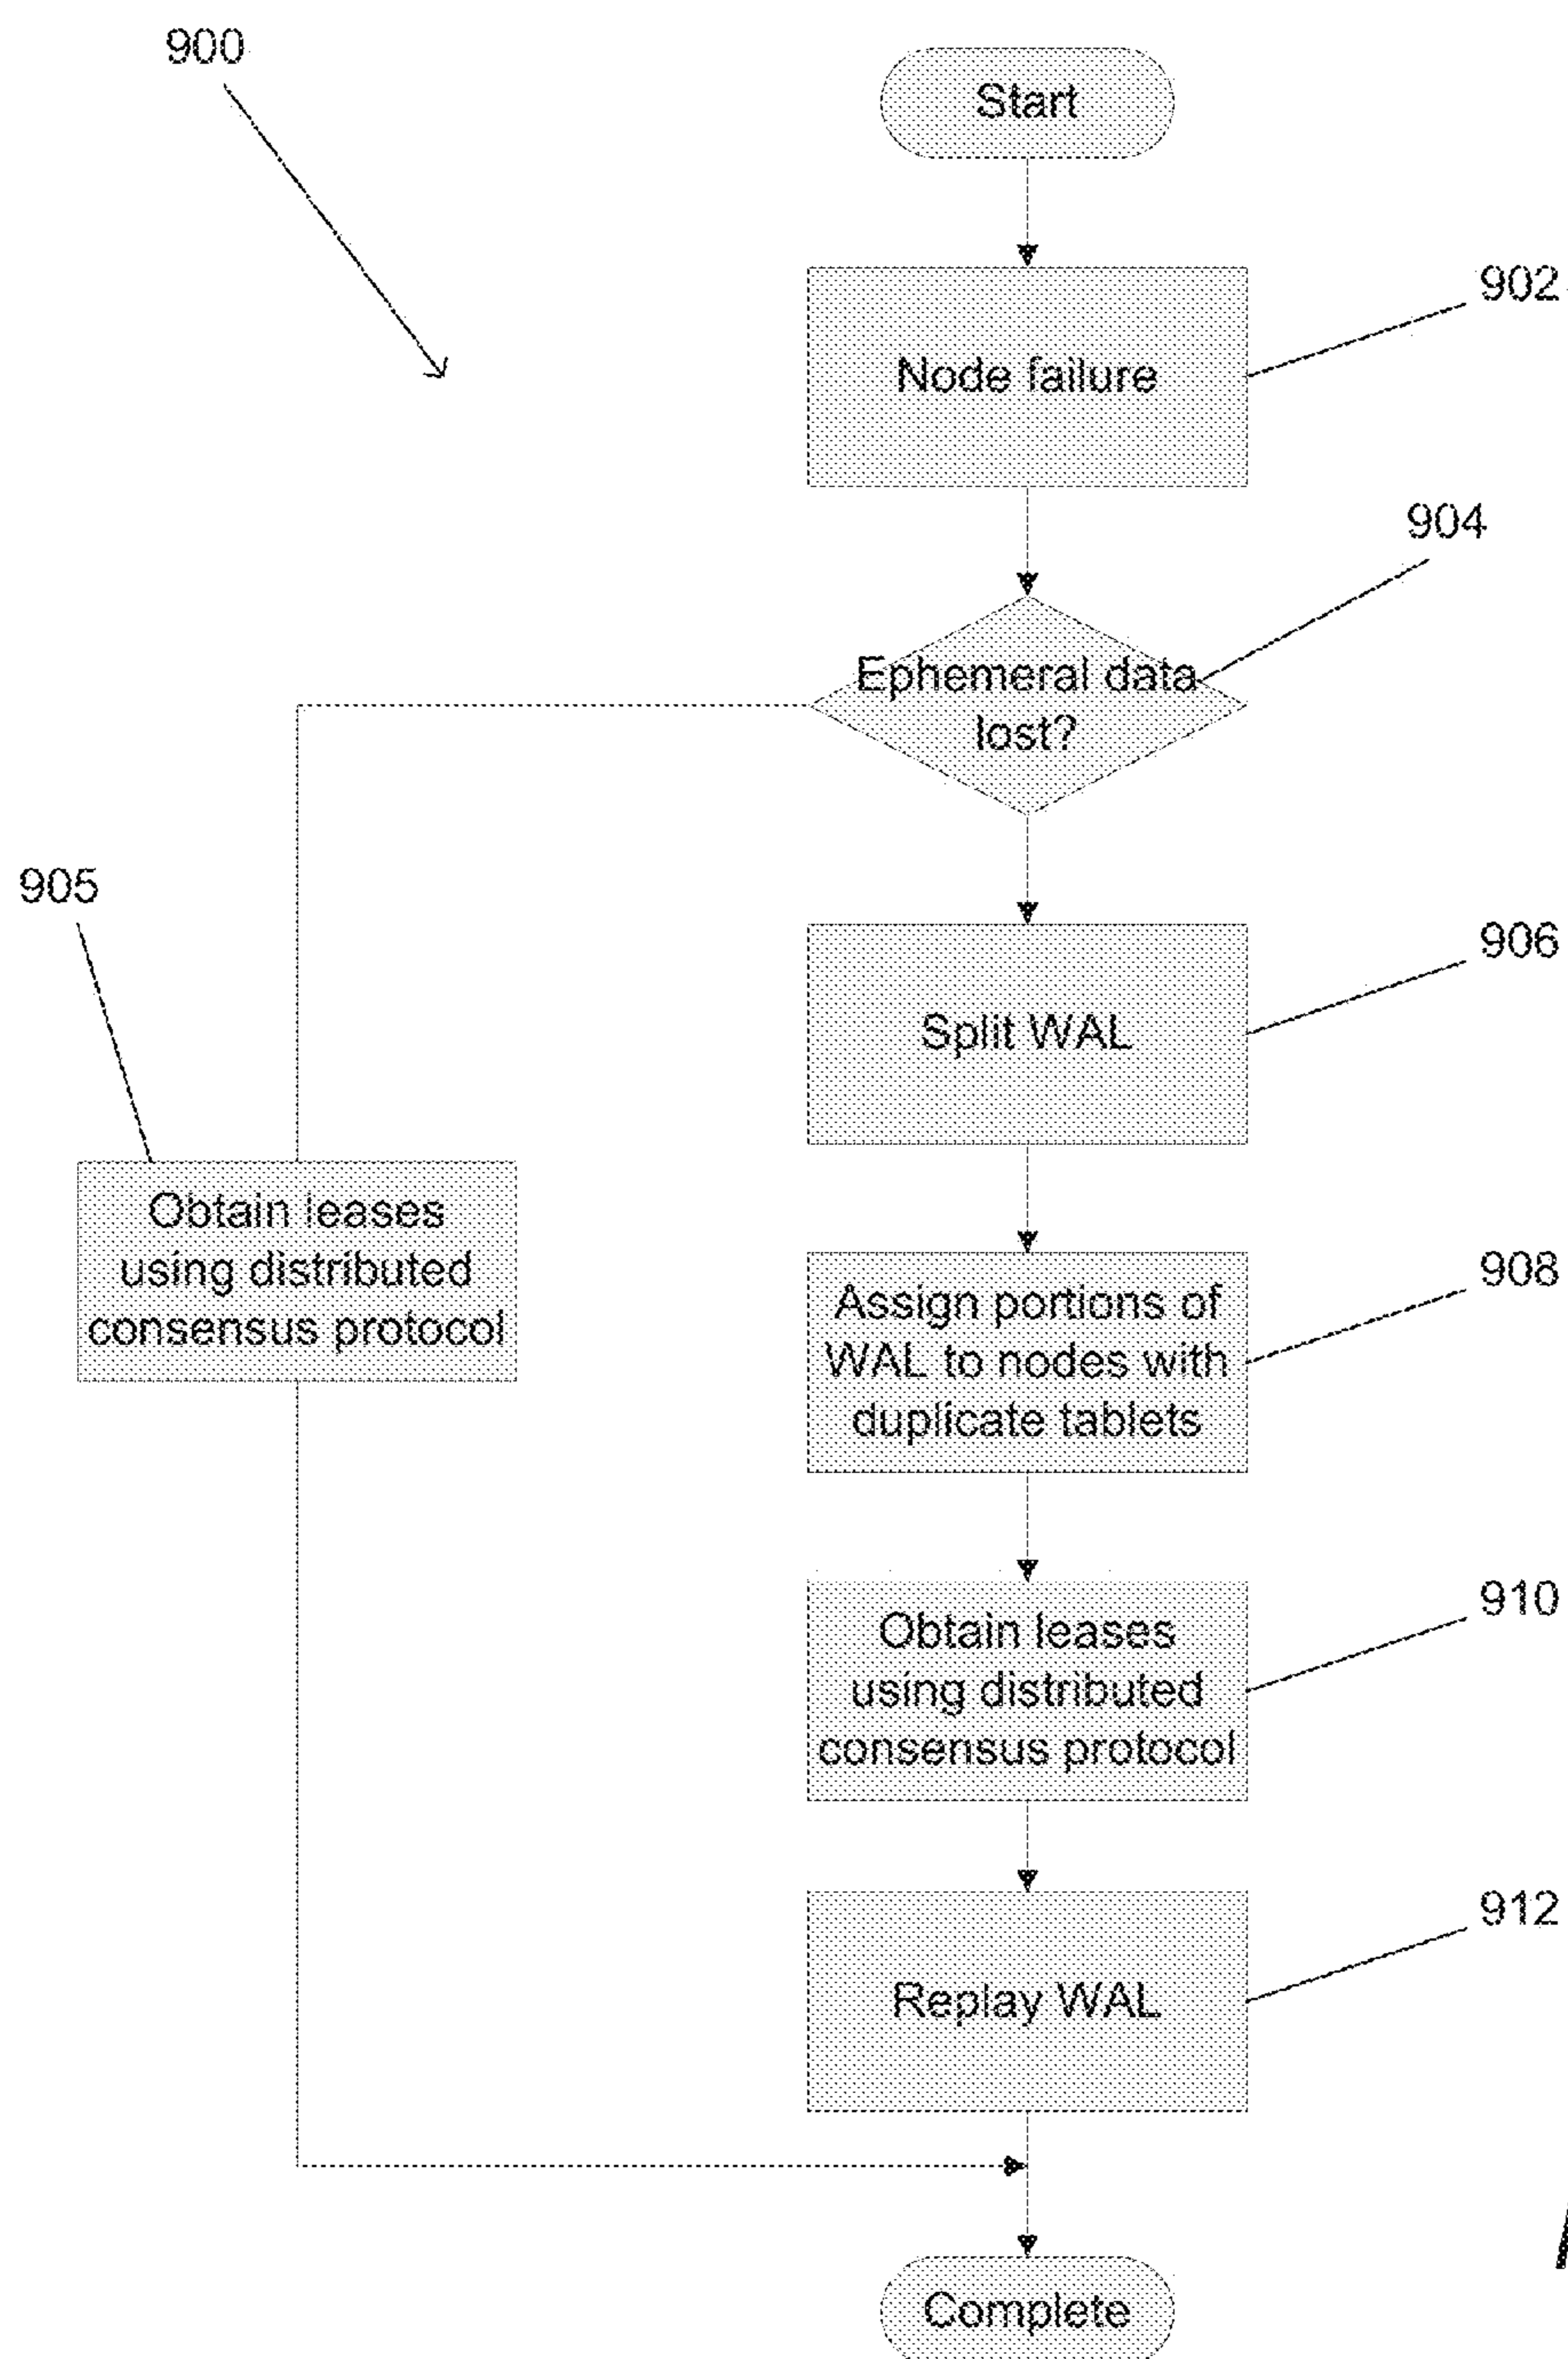 900
Start
902
Node failure
904
Ephemeral data
lost?
905
906
Split WAL
Obtain leases
using distributed
consensus protocol
908
Assign portions of
WAL to nodes with
duplicate tablets
910
Obtain leases
using distributed
consensus protocol
912
Replay WAL
Complete